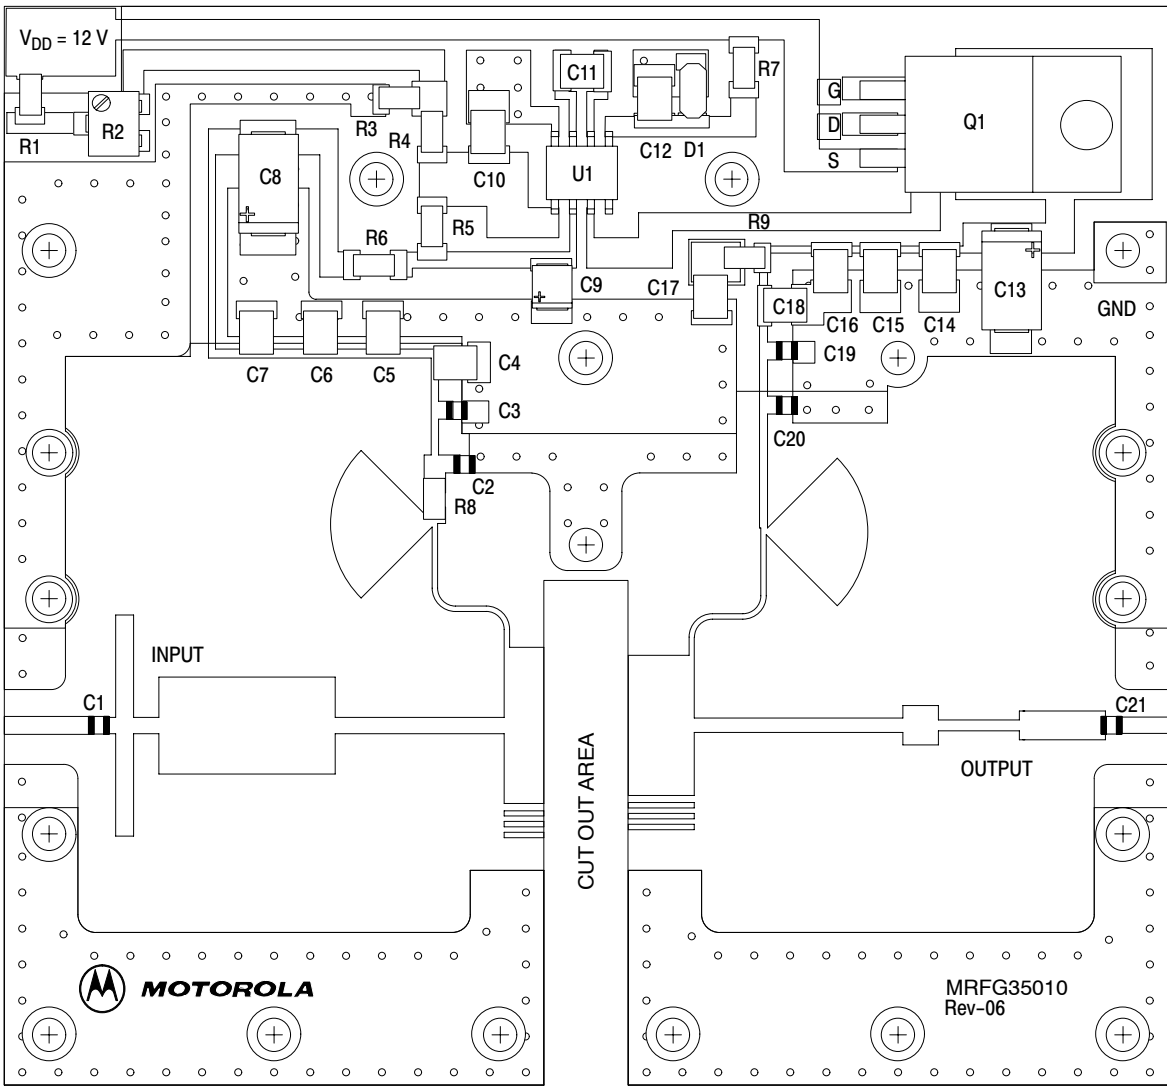 VDD = 12 V
C11
R7
G
R3
D
Q1
R2
R1
R4
C12
D1
S
C8
C10
U1
R5
R9
R6
C9
C17
C18
C13
GND
C16
C15
C14
C19
C7
C6
C5
C4
C3
C20
C2
R8
INPUT
C1
C21
OUTPUT
CUT OUT AREA
MOTOROLA
MRFG35010
Rev-06